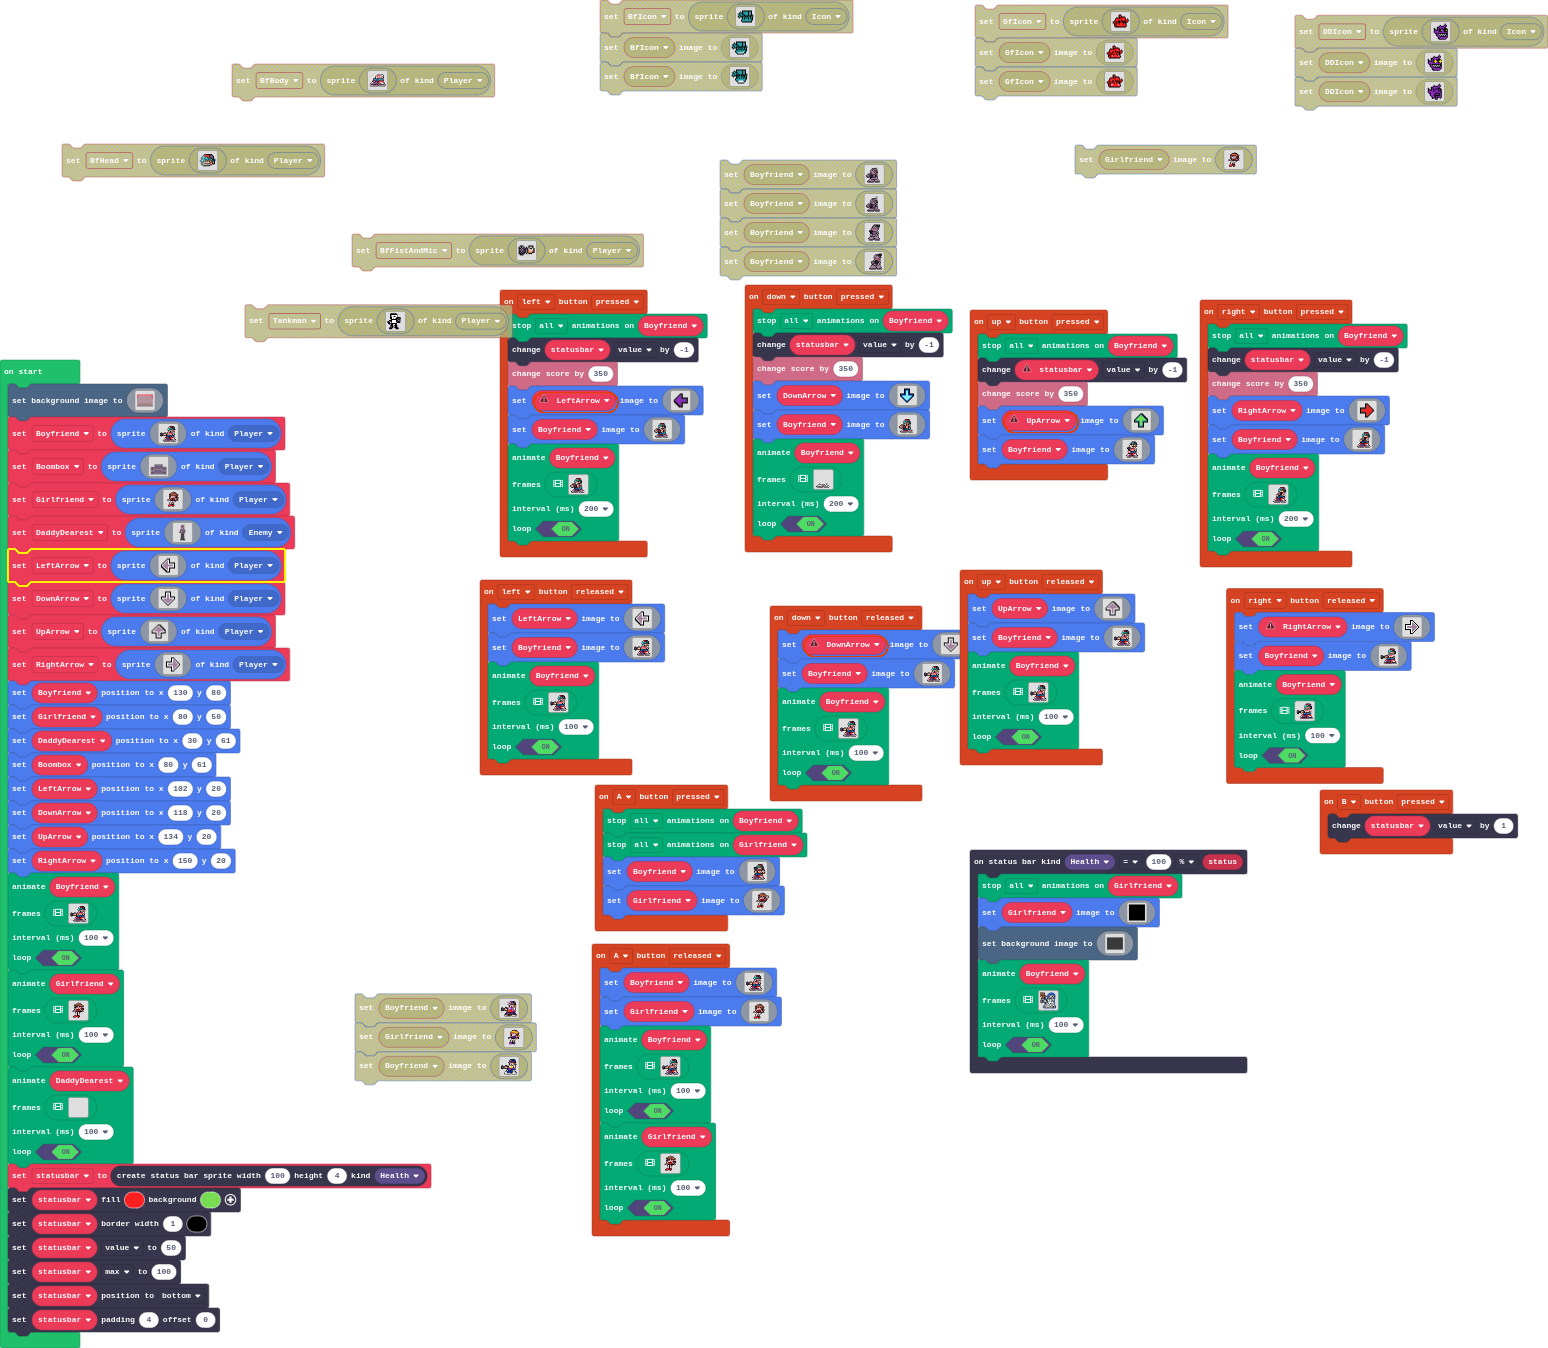 set BfIcon to sprite of kind Icon
set BfIcon image to
set BfIcon image to
set GfIcon to sprite of kind Icon
set GfIcon image to
set GfIcon image to
set DDIcon to sprite of kind Icon
set DDIcon image to
set DDIcon image to
set BfBody to sprite of kind Player
set BfHead to sprite of kind Player
set Girlfriend image to
set Boyfriend image to
set Boyfriend image to
set Boyfriend image to
set Boyfriend image to
set BfFistAndMic to sprite of kind Player
set Tankman to sprite of kind Player
on start
set background image to
set Boyfriend to sprite of kind Player
set Boombox to sprite of kind Player
set Girlfriend to sprite of kind Player
set DaddyDearest to sprite of kind Enemy
set LeftArrow to sprite of kind Player
set DownArrow to sprite of kind Player
set UpArrow to sprite of kind Player
set RightArrow to sprite of kind Player
set Boyfriend position to x 130 y 80
set Girlfriend position to x 80 y 50
set DaddyDearest position to x 30 y 61
set Boombox position to x 80 y 61
set LeftArrow position to x 102 y 20
set DownArrow position to x 118 y 20
set UpArrow position to x 134 y 20
set RightArrow position to x 150 y 20
animate Boyfriend
frames
interval (ms) 100
loop ON
animate Girlfriend
frames
interval (ms) 100
loop ON
animate DaddyDearest
frames
interval (ms) 100
loop ON
set statusbar to create status bar sprite width 100 height 4 kind Health
set statusbar fill background
set statusbar border width 1
set statusbar value to 50
set statusbar max to 100
set statusbar position to bottom
set statusbar padding 4 offset 0
on left button pressed
stop all animations on Boyfriend
change statusbar value by -1
change score by 350
set LeftArrow image to
set Boyfriend image to
animate Boyfriend
frames
interval (ms) 200
loop ON
on down button pressed
stop all animations on Boyfriend
change statusbar value by -1
change score by 350
set DownArrow image to
set Boyfriend image to
animate Boyfriend
frames
interval (ms) 200
loop ON
on up button pressed
stop all animations on Boyfriend
change statusbar value by -1
change score by 350
set UpArrow image to
set Boyfriend image to
on right button pressed
stop all animations on Boyfriend
change statusbar value by -1
change score by 350
set RightArrow image to
set Boyfriend image to
animate Boyfriend
frames
interval (ms) 200
loop ON
on left button released
set LeftArrow image to
set Boyfriend image to
animate Boyfriend
frames
interval (ms) 100
loop ON
on down button released
set DownArrow image to
set Boyfriend image to
animate Boyfriend
frames
interval (ms) 100
loop ON
on up button released
set UpArrow image to
set Boyfriend image to
animate Boyfriend
frames
interval (ms) 100
loop ON
on right button released
set RightArrow image to
set Boyfriend image to
animate Boyfriend
frames
interval (ms) 100
loop ON
on A button pressed
stop all animations on Boyfriend
stop all animations on Girlfriend
set Boyfriend image to
set Girlfriend image to
on B button pressed
change statusbar value by 1
on status bar kind Health = 100 % status
stop all animations on Girlfriend
set Girlfriend image to
set background image to
animate Boyfriend
frames
interval (ms) 100
loop ON
on A button released
set Boyfriend image to
set Girlfriend image to
animate Boyfriend
frames
interval (ms) 100
loop ON
animate Girlfriend
frames
interval (ms) 100
loop ON
set Boyfriend image to
set Girlfriend image to
set Boyfriend image to